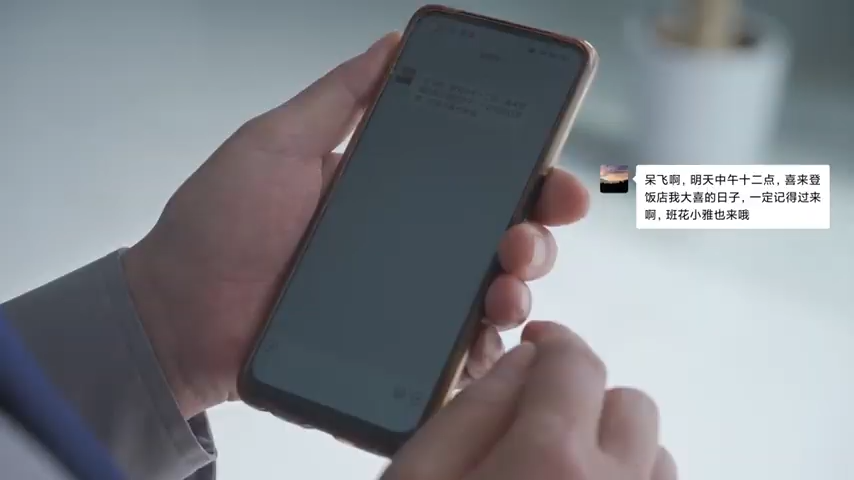 呆飞啊，明天中午十二点，喜来登
饭店我大喜的日子，一定记得过来
啊，班花小雅也来哦